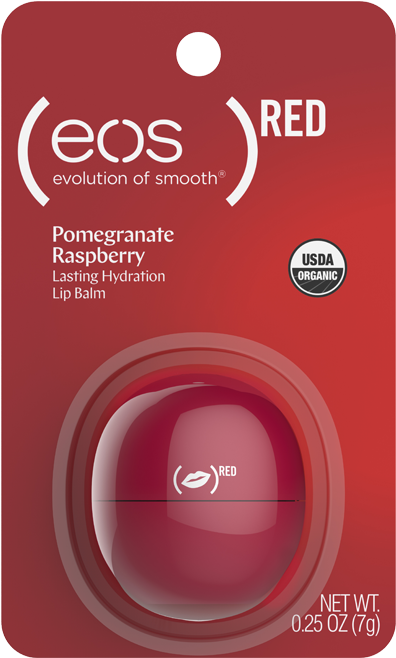 (eos)RED
evolution of smooth®
Pomegranate
Raspberry
Lasting Hydration
Lip Balm
USDA
ORGANIC
( )RED
NET WT.
0.25 OZ (7g)